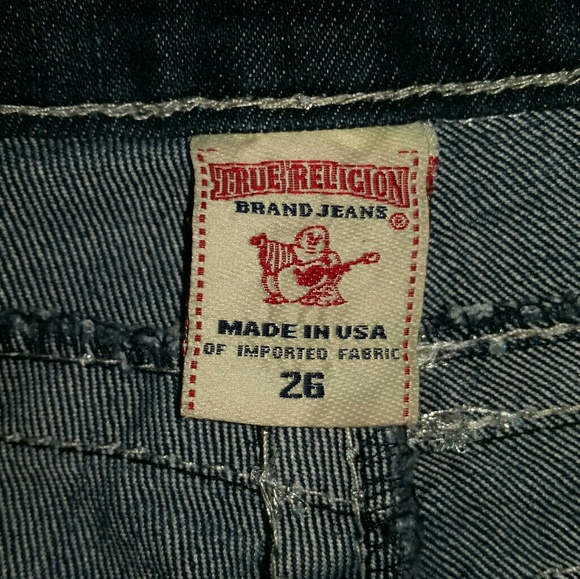 TRUE RELIGION
BRAND JEANS ®
MADE IN USA
OF IMPORTED FABRIC
26